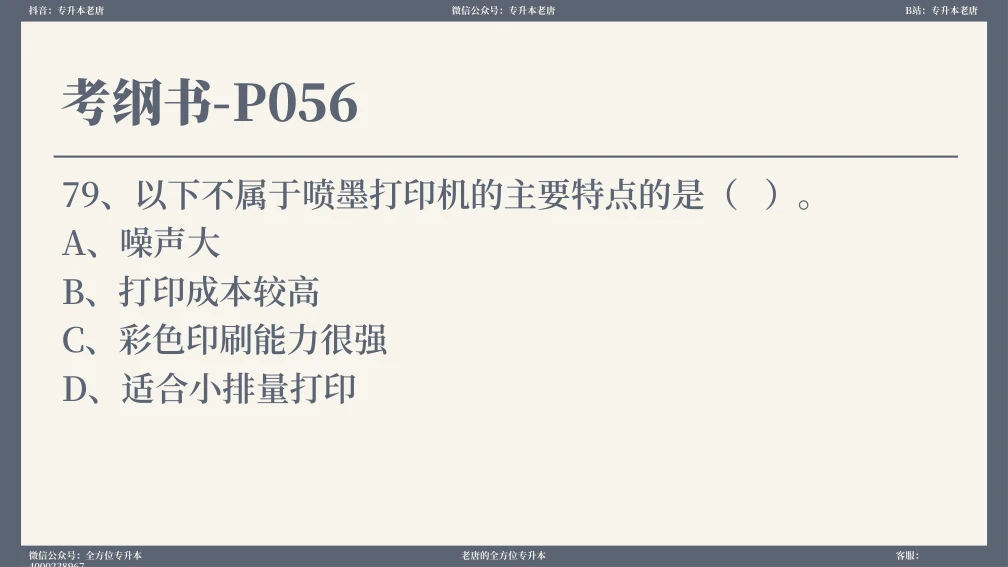 抖音：专升本老唐
微信公众号：专升本老唐
B站：专升本老唐
考纲书-P056
79、以下不属于喷墨打印机的主要特点的是（ ）。
A、噪声大
B、打印成本较高
C、彩色印刷能力很强
D、适合小排量打印
微信公众号：全方位专升本
老唐的全方位专升本
客服：
4000238967